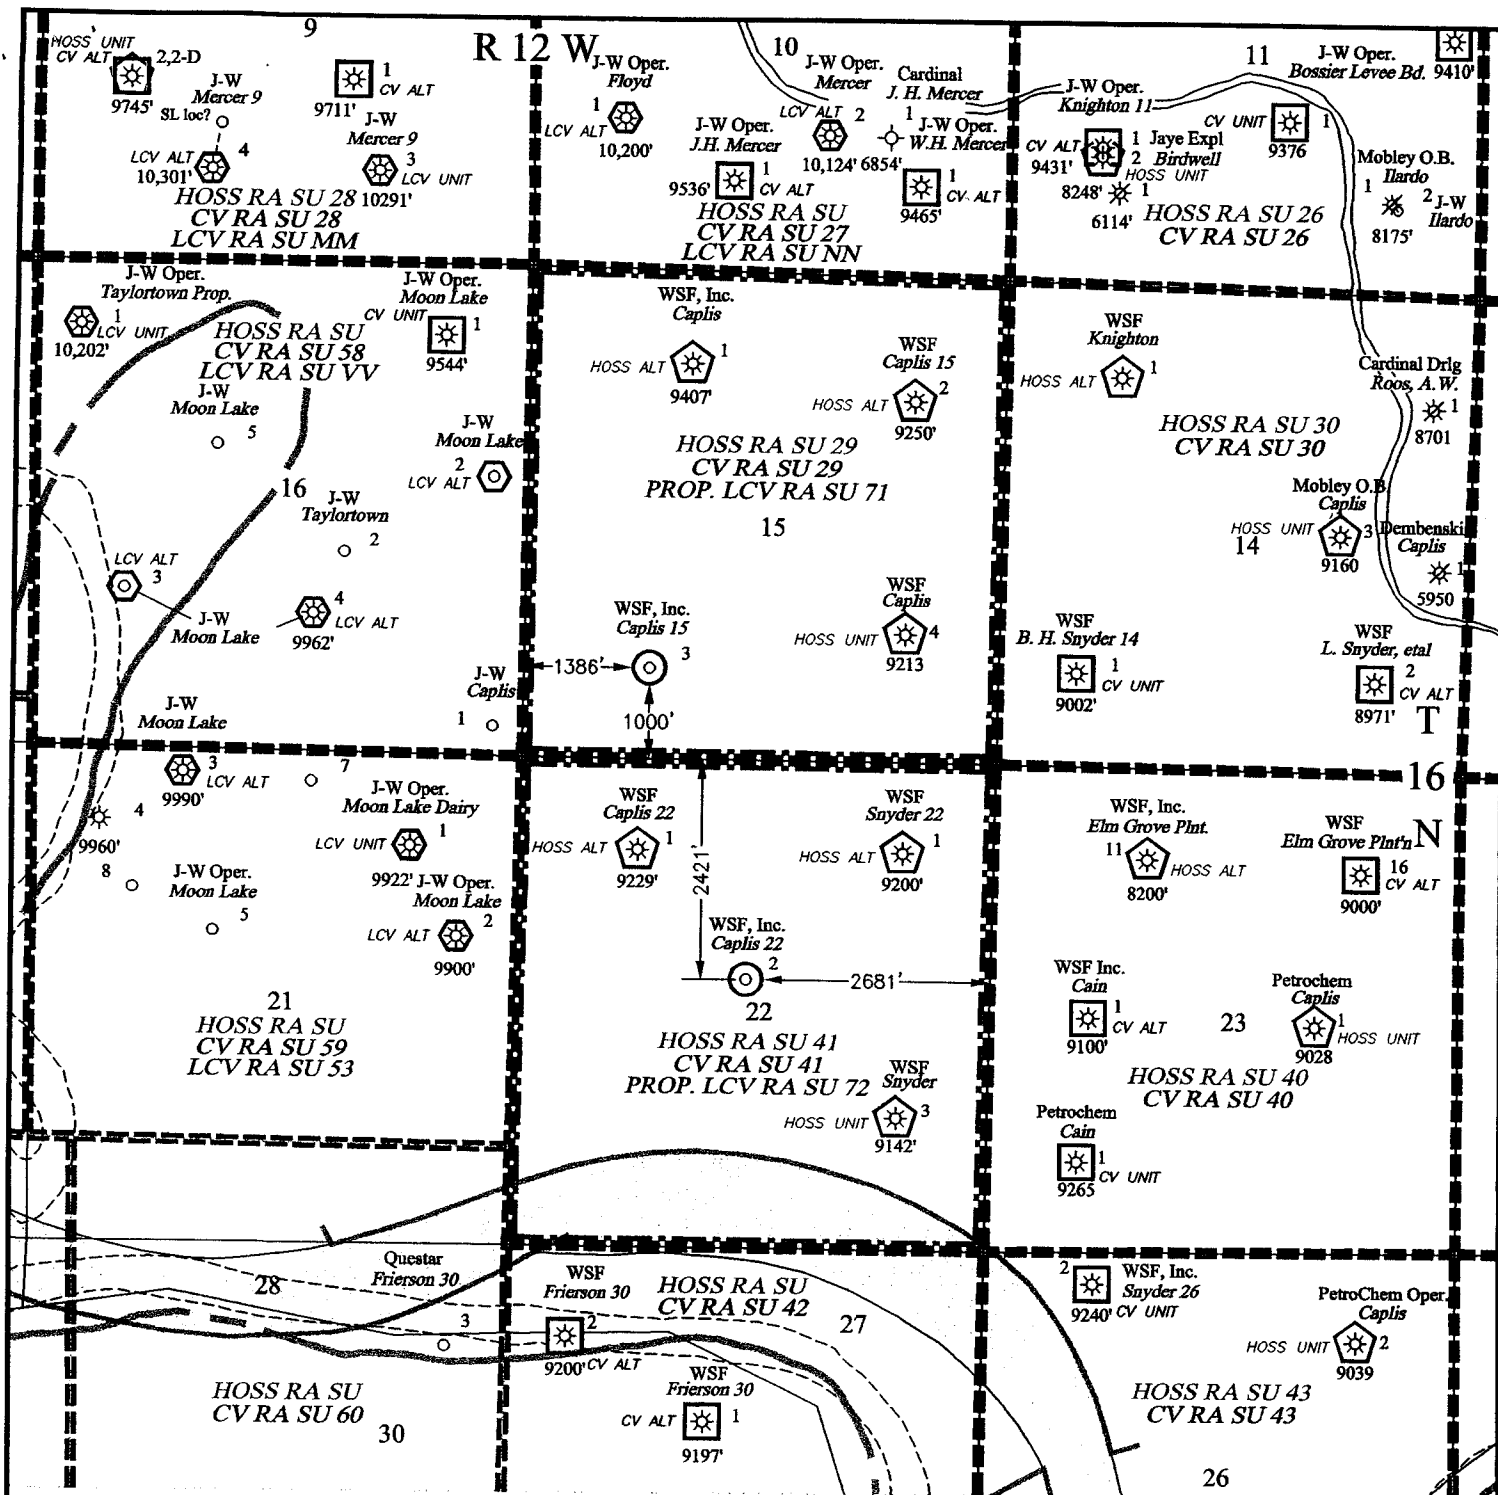 R 12 W
9
HOSS UNIT
CV ALT
2,2-D
9745'
J-W
Mercer 9
SL loc?
LCV ALT
4
10,301'
1
CV ALT
9711'
J-W
Mercer 9
3
LCV UNIT
10291'
HOSS RA SU 28
CV RA SU 28
LCV RA SU MM
10
J-W Oper.
Floyd
1
LCV ALT
10,200'
J-W Oper.
Mercer
LCV ALT
2
10,124'
Cardinal
J. H. Mercer
1
6854'
J-W Oper.
J.H. Mercer
1
9536'
CV ALT
J-W Oper.
W.H. Mercer
1
CV ALT
9465'
HOSS RA SU
CV RA SU 27
LCV RA SU NN
11
J-W Oper.
Bossier Levee Bd.
9410'
J-W Oper.
Knighton 11
CV ALT
1
9431'
Jaye Expl
Birdwell
2
HOSS UNIT
8248'
1
6114'
CV UNIT
1
9376
Mobley O.B.
Ilardo
1
8175'
2
J-W
Ilardo
HOSS RA SU 26
CV RA SU 26
J-W Oper.
Taylortown Prop.
1
LCV UNIT
10,202'
J-W Oper.
Moon Lake
CV UNIT
1
9544'
HOSS RA SU
CV RA SU 58
LCV RA SU VV
J-W
Moon Lake
5
J-W
Moon Lake
2
LCV ALT
16
J-W
Taylortown
2
LCV ALT
3
J-W
Moon Lake
4
LCV ALT
9962'
J-W
Caplis
1
WSF, Inc.
Caplis
HOSS ALT
1
9407'
WSF
Caplis 15
HOSS ALT
2
9250'
HOSS RA SU 29
CV RA SU 29
PROP. LCV RA SU 71
15
WSF, Inc.
Caplis 15
3
1386'
1000'
WSF
Caplis
HOSS UNIT
4
9213
WSF
Knighton
HOSS ALT
1
Cardinal Drlg
Roos, A.W.
1
8701
HOSS RA SU 30
CV RA SU 30
Mobley O.B.
Caplis
HOSS UNIT
3
9160
14
Dembenski
Caplis
1
5950
WSF
B. H. Snyder 14
1
CV UNIT
9002'
WSF
L. Snyder, etal
2
CV ALT
8971'
T
16
N
J-W
Moon Lake
3
LCV ALT
9990'
7
4
9960'
8
J-W Oper.
Moon Lake Dairy
LCV UNIT
1
9922'
J-W Oper.
Moon Lake
5
J-W Oper.
Moon Lake
LCV ALT
2
9900'
21
HOSS RA SU
CV RA SU 59
LCV RA SU 53
WSF
Caplis 22
HOSS ALT
1
9229'
2421'
WSF
Snyder 22
HOSS ALT
1
9200'
WSF, Inc.
Caplis 22
2
2681'
22
HOSS RA SU 41
CV RA SU 41
PROP. LCV RA SU 72
WSF
Snyder
HOSS UNIT
3
9142'
WSF, Inc.
Elm Grove Plnt.
11
HOSS ALT
8200'
WSF
Elm Grove Plnt'n
16
CV ALT
9000'
WSF Inc.
Cain
1
CV ALT
9100'
23
Petrochem
Caplis
1
HOSS UNIT
9028
HOSS RA SU 40
CV RA SU 40
Petrochem
Cain
1
CV UNIT
9265
28
Questar
Frierson 30
3
HOSS RA SU
CV RA SU 60
30
WSF
Frierson 30
2
9200'
CV ALT
HOSS RA SU
CV RA SU 42
27
WSF
Frierson 30
CV ALT
1
9197'
2
WSF, Inc.
Snyder 26
9240'
CV UNIT
PetroChem Oper.
Caplis
HOSS UNIT
2
9039
HOSS RA SU 43
CV RA SU 43
26